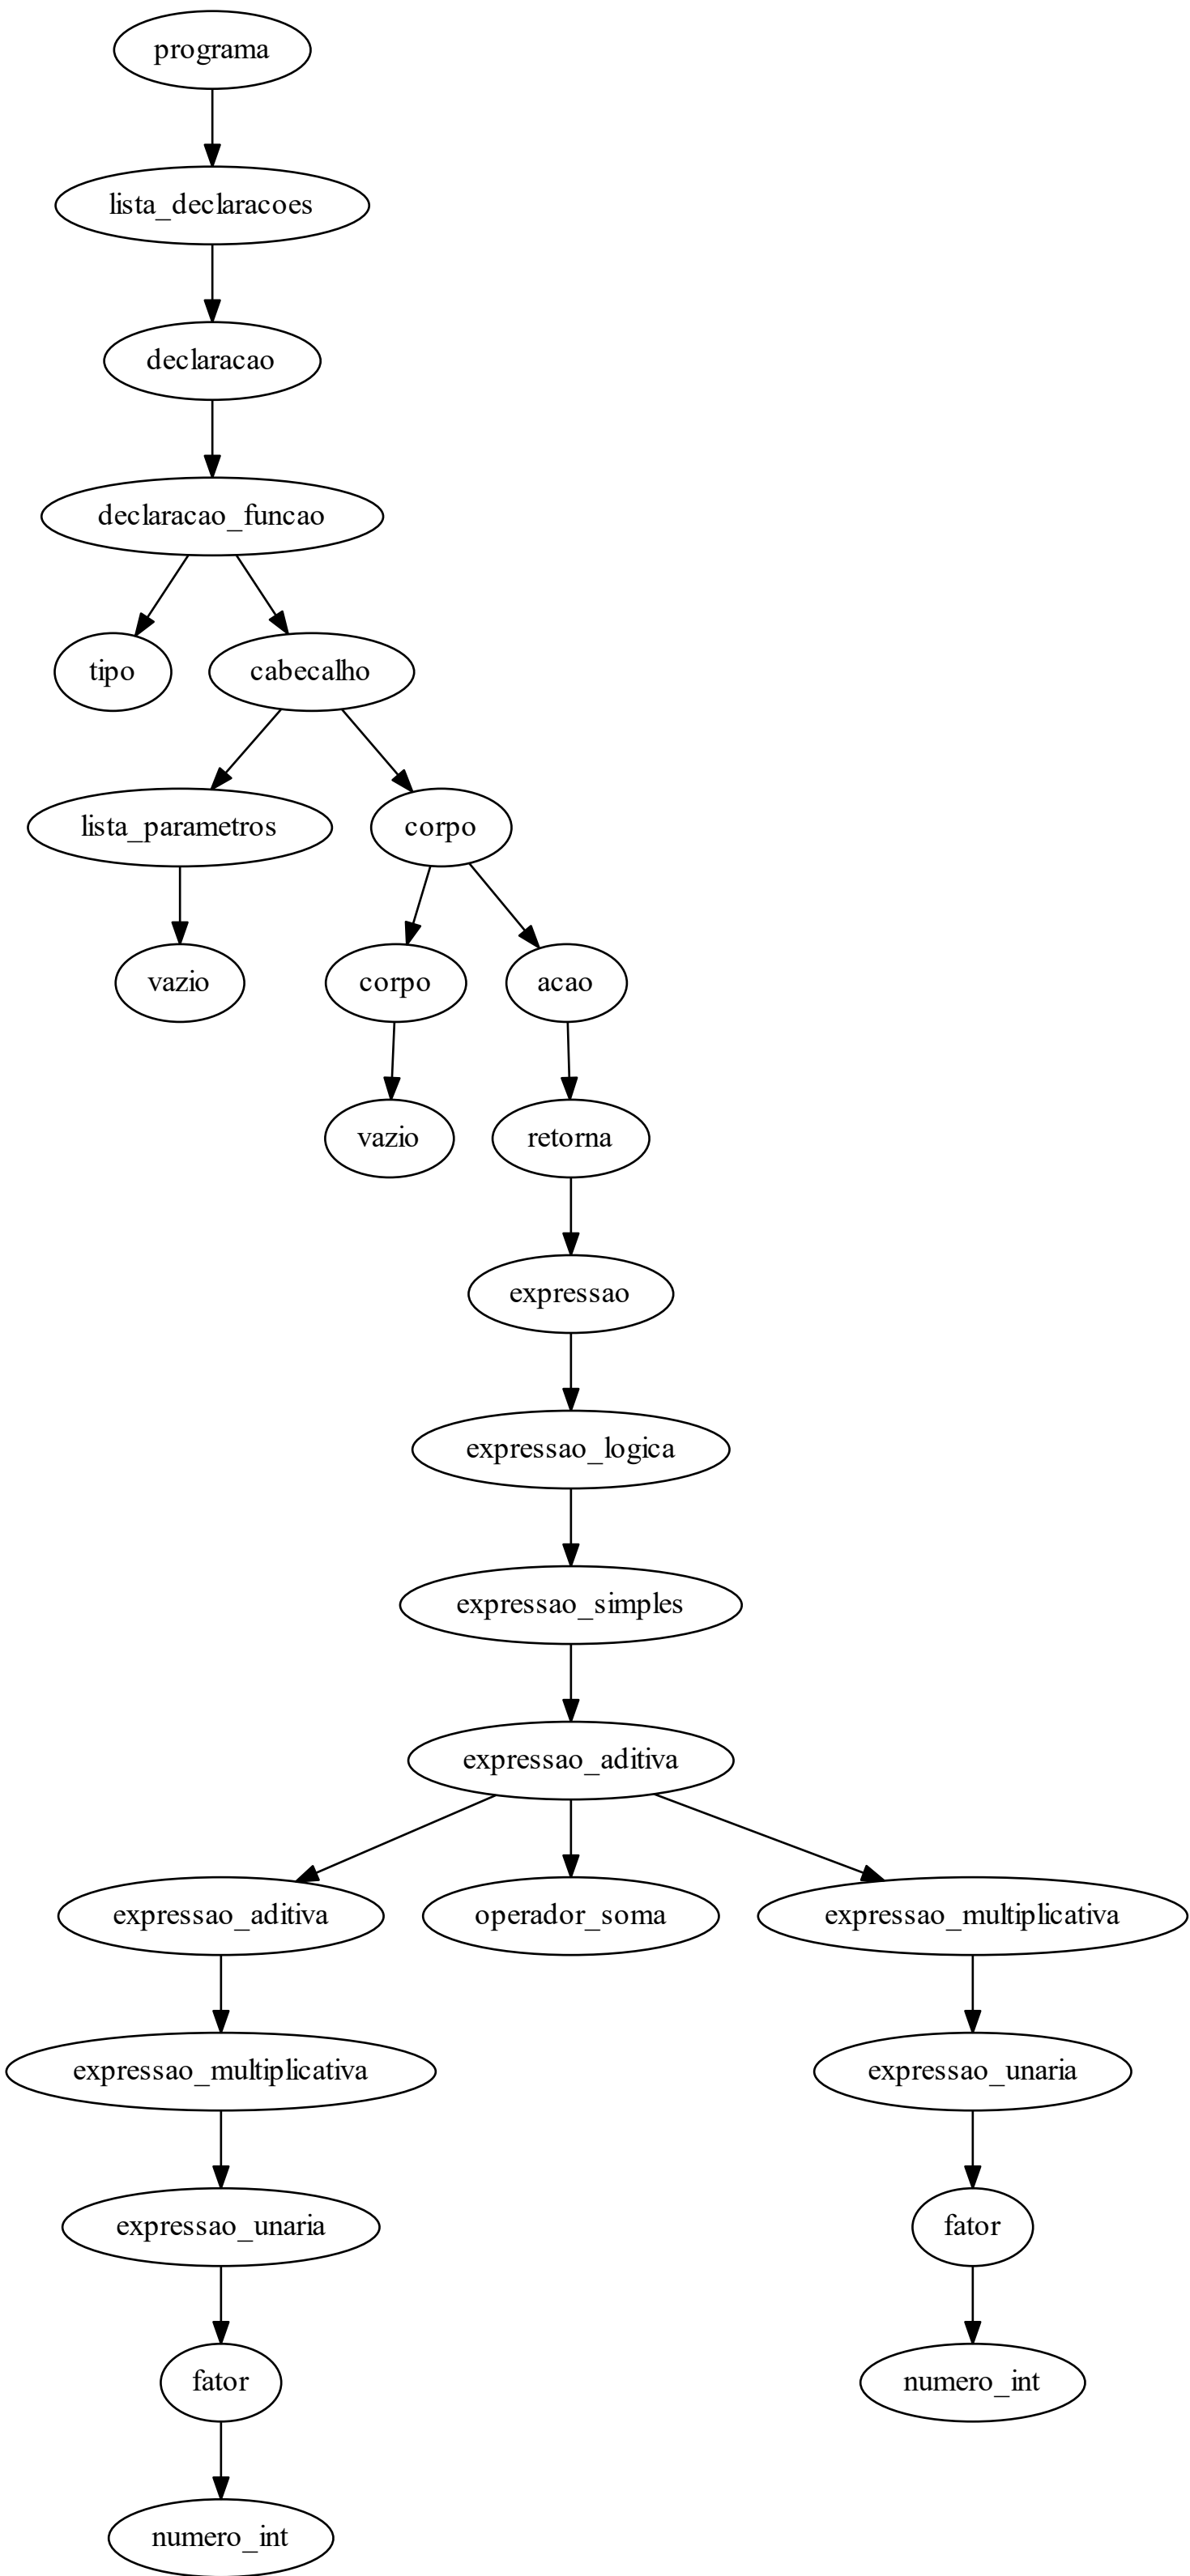 programa
lista_declaracoes
declaracao
declaracao_funcao
tipo
cabecalho
lista_parametros
corpo
vazio
corpo
acao
vazio
retorna
expressao
expressao_logica
expressao_simples
expressao_aditiva
expressao_aditiva
operador_soma
expressao_multiplicativa
expressao_multiplicativa
expressao_unaria
expressao_unaria
fator
fator
numero_int
numero_int